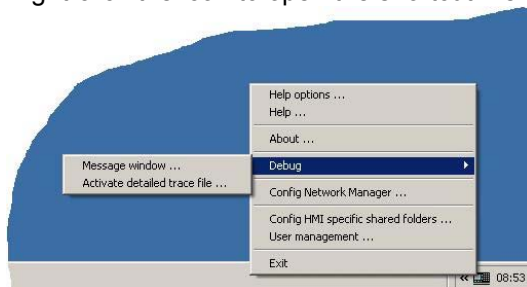 Help options ...
Help ...
About ...
Debug
Message window ...
Activate detailed trace file ...
Config Network Manager ...
Config HMI specific shared folders ...
User management ...
Exit
« 08:53